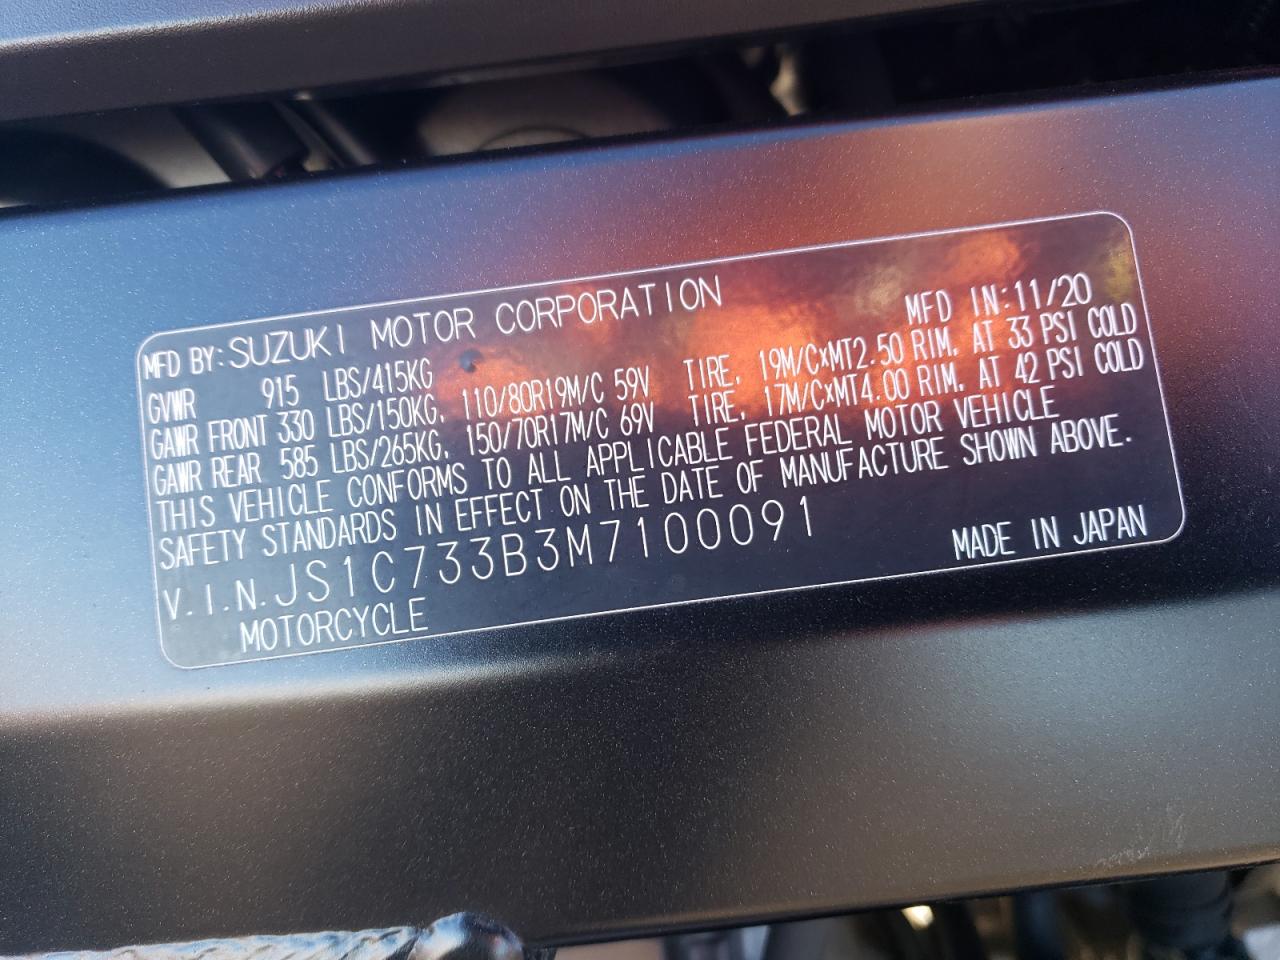 MFD BY:SUZUKI MOTOR CORPORATION MFD IN:11/20
GVWR 915 LBS/415KG
GAWR FRONT 330 LBS/150KG, 110/80R19M/C 59V TIRE, 19M/C×MT2.50 RIM, AT 33 PSI COLD
GAWR REAR 585 LBS/265KG, 150/70R17M/C 69V TIRE, 17M/C×MT4.00 RIM, AT 42 PSI COLD
THIS VEHICLE CONFORMS TO ALL APPLICABLE FEDERAL MOTOR VEHICLE
SAFETY STANDARDS IN EFFECT ON THE DATE OF MANUFACTURE SHOWN ABOVE.
V.I.N.JS1C733B3M7100091
MOTORCYCLE MADE IN JAPAN